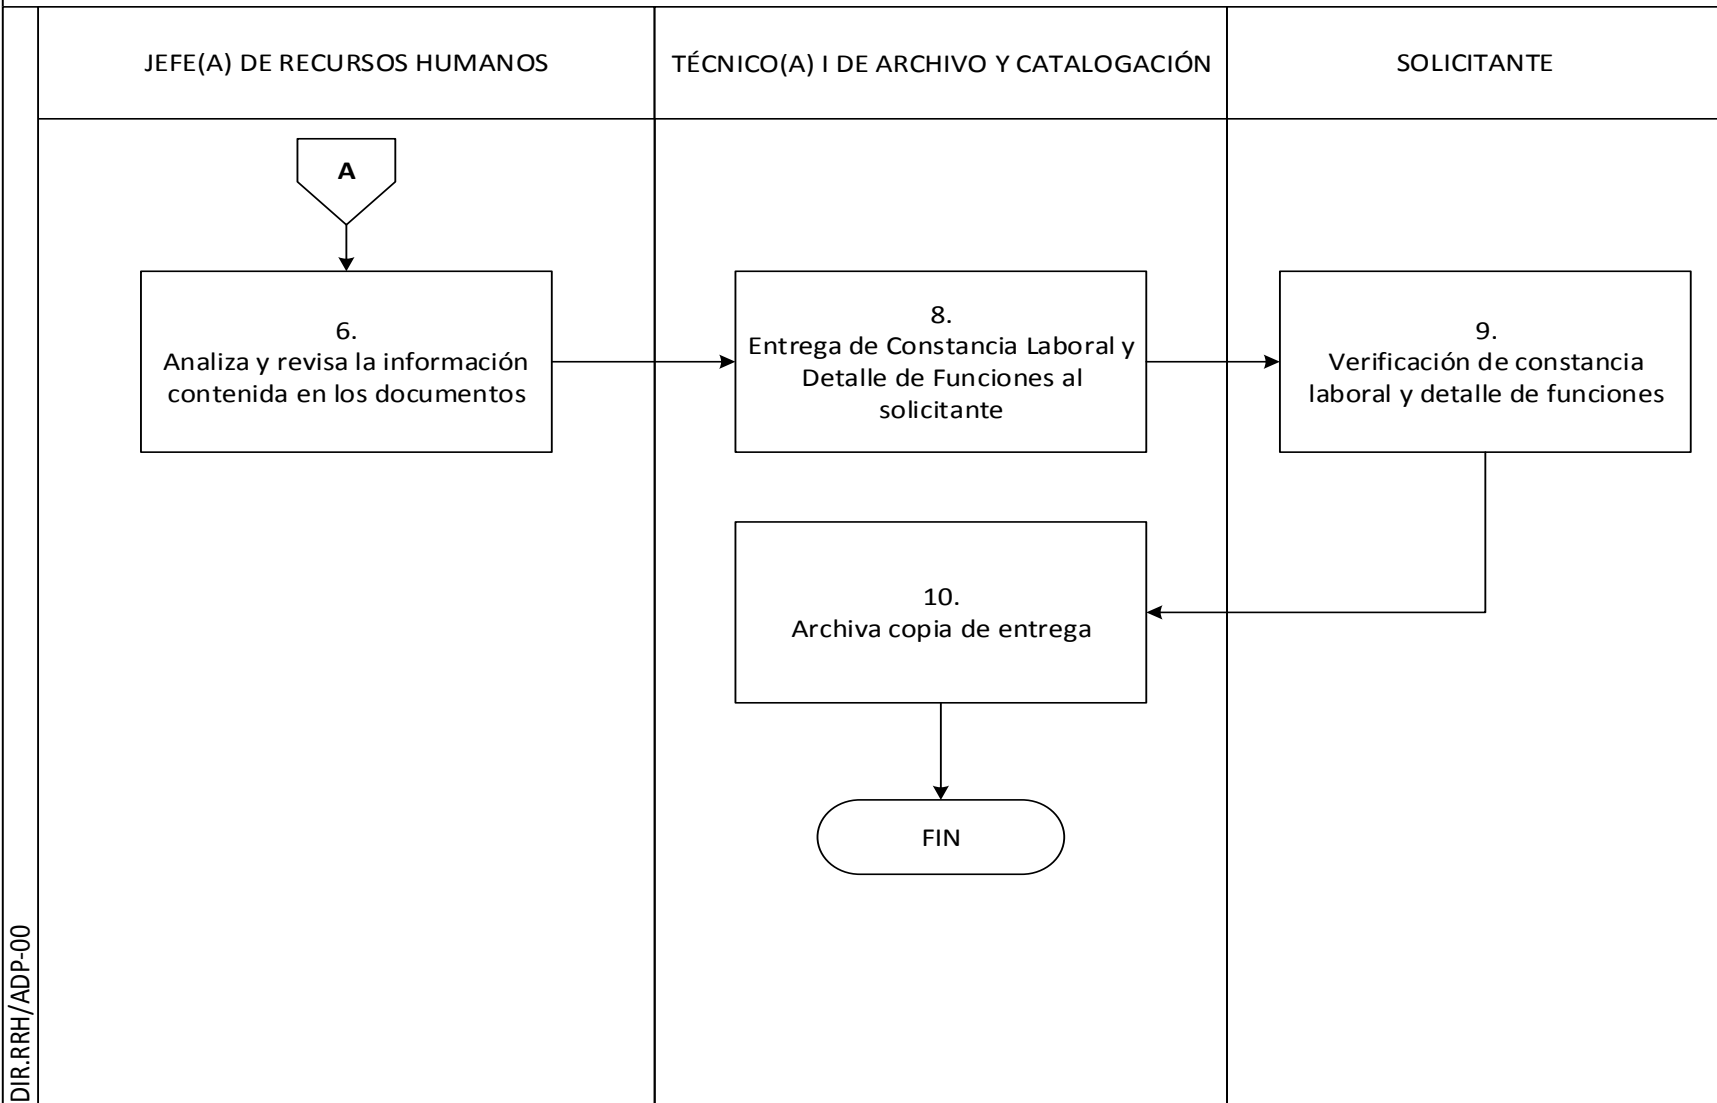 JEFE(A) DE RECURSOS HUMANOS
TÉCNICO(A) I DE ARCHIVO Y CATALOGACIÓN
SOLICITANTE
A
6.
Analiza y revisa la información
contenida en los documentos
8.
Entrega de Constancia Laboral y
Detalle de Funciones al
solicitante
9.
Verificación de constancia
laboral y detalle de funciones
10.
Archiva copia de entrega
FIN
DIR.RRH/ADP-00